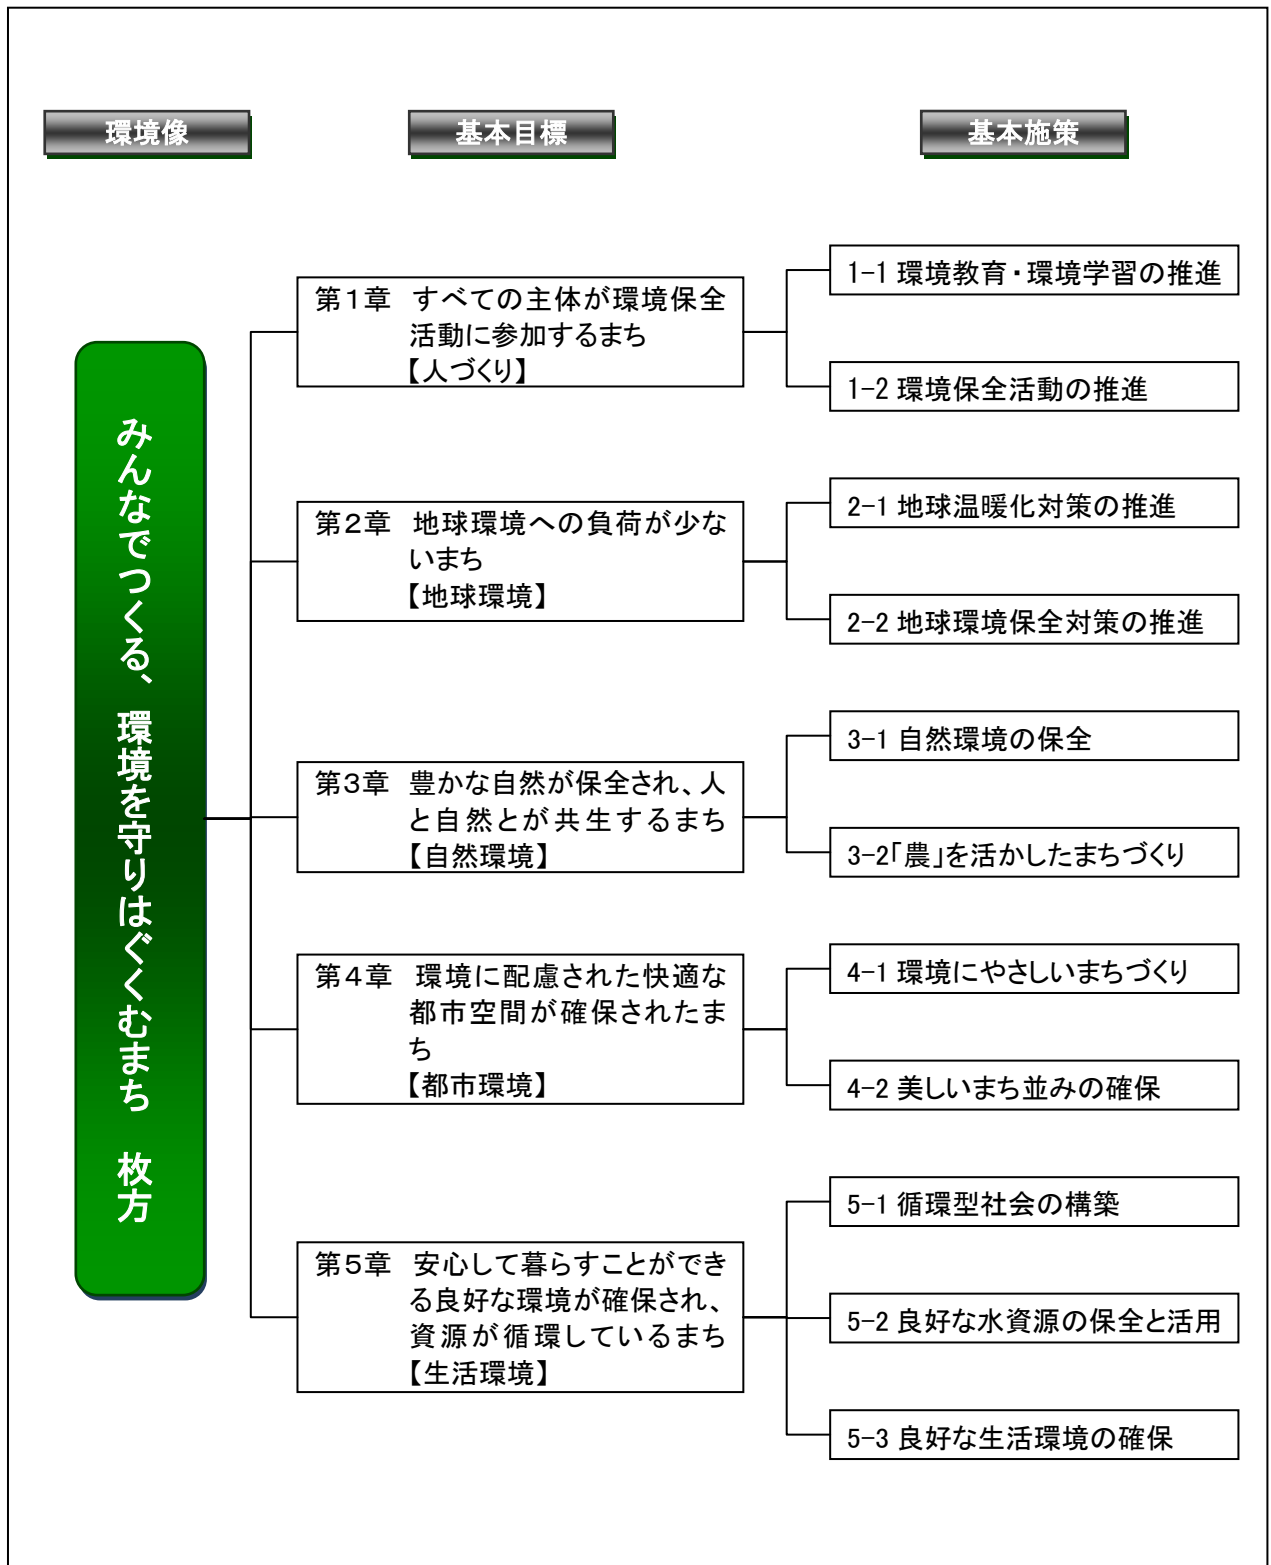 環境像
基本目標
基本施策
みんなでつくる、環境を守りはぐくむまち　枚方
第1章 すべての主体が環境保全
活動に参加するまち
【人づくり】
1-1 環境教育・環境学習の推進
1-2 環境保全活動の推進
第2章 地球環境への負荷が少な
いまち
【地球環境】
2-1 地球温暖化対策の推進
2-2 地球環境保全対策の推進
第3章 豊かな自然が保全され、人
と自然とが共生するまち
【自然環境】
3-1 自然環境の保全
3-2「農」を活かしたまちづくり
第4章 環境に配慮された快適な
都市空間が確保されたま
ち
【都市環境】
4-1 環境にやさしいまちづくり
4-2 美しいまち並みの確保
第5章 安心して暮らすことができ
る良好な環境が確保され、
資源が循環しているまち
【生活環境】
5-1 循環型社会の構築
5-2 良好な水資源の保全と活用
5-3 良好な生活環境の確保